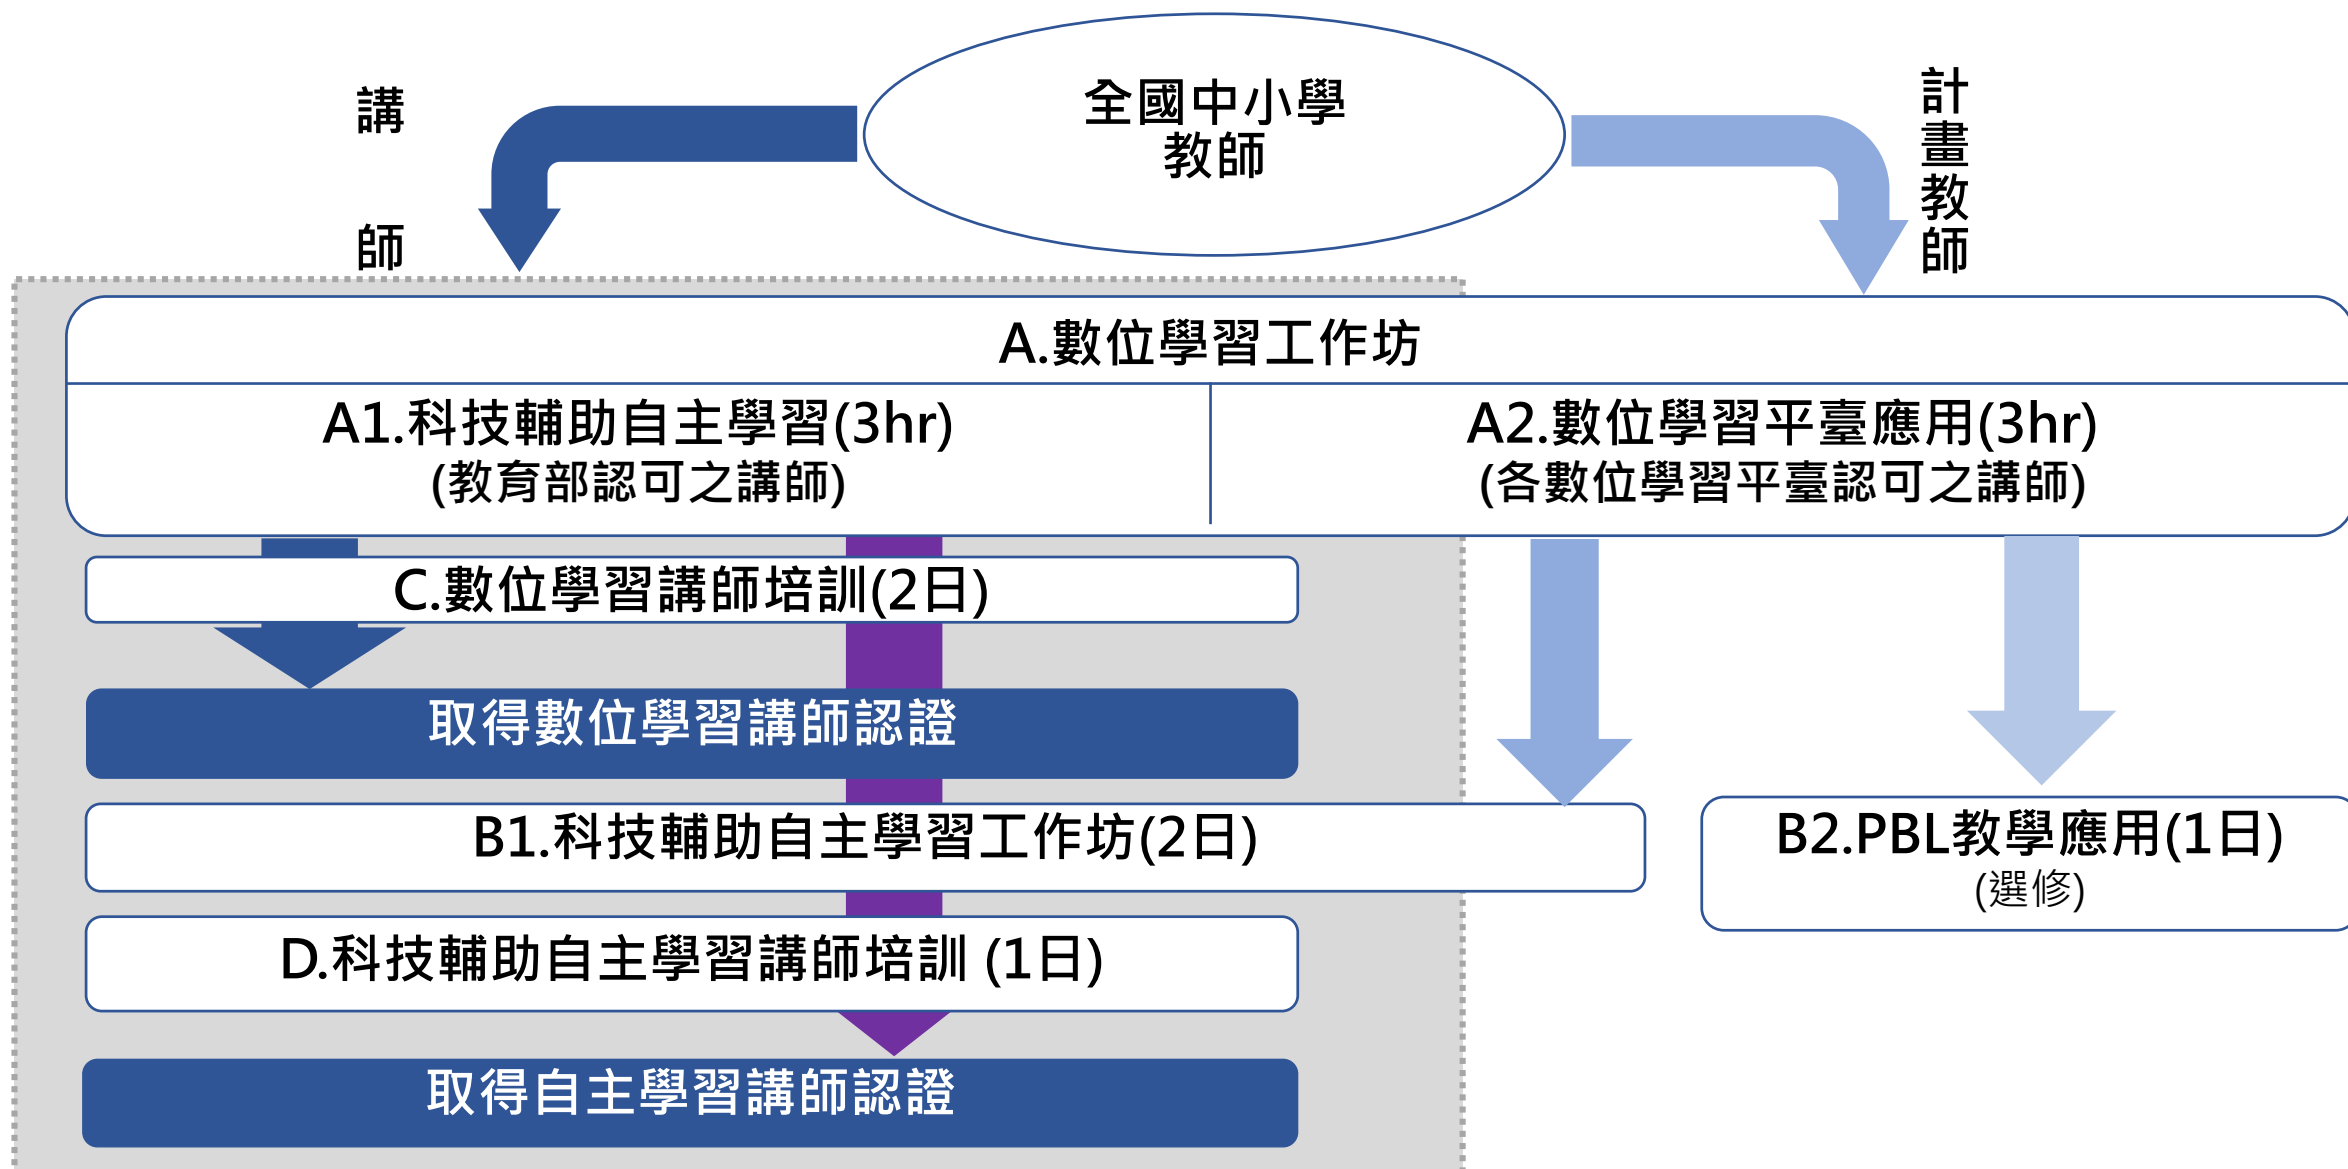 全國中小學
教師
講師
計畫教師
A.數位學習工作坊
A1.科技輔助自主學習(3hr)
(教育部認可之講師)
A2.數位學習平臺應用(3hr)
(各數位學習平臺認可之講師)
C.數位學習講師培訓(2日)
取得數位學習講師認證
B1.科技輔助自主學習工作坊(2日)
B2.PBL教學應用(1日)
(選修)
D.科技輔助自主學習講師培訓 (1日)
取得自主學習講師認證